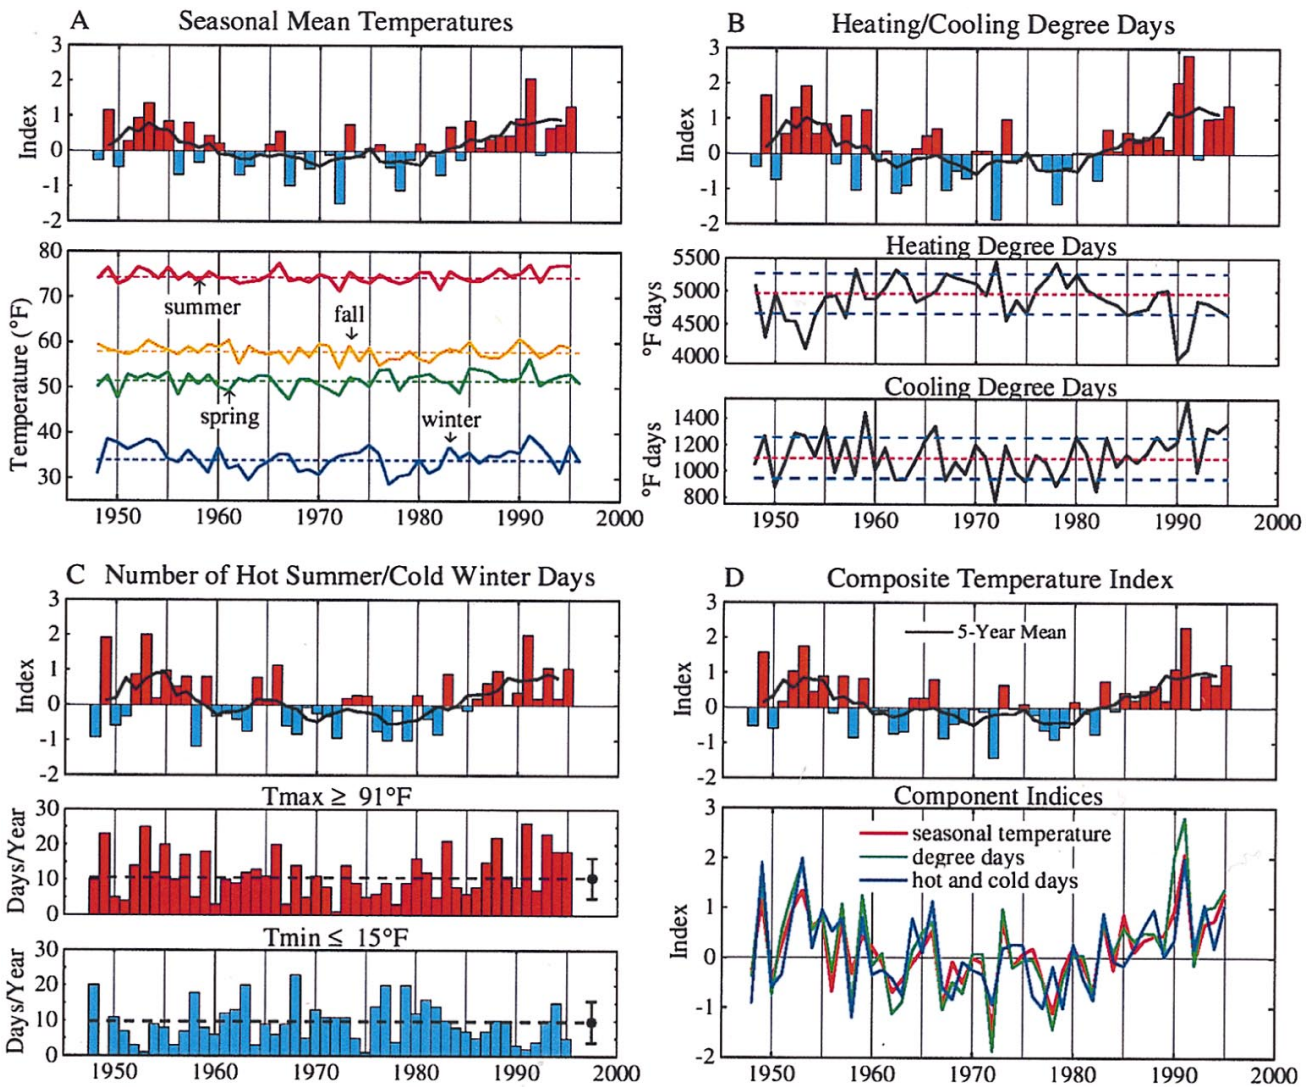 A Seasonal Mean Temperatures
3
2
1
0
-1
-2
Index
80
70
60
50
40
30
Temperature (°F)
summer
fall
spring
winter
1950 1960 1970 1980 1990 2000
B Heating/Cooling Degree Days
3
2
1
0
-1
-2
Index
Heating Degree Days
5500
5000
4500
4000
°F days
Cooling Degree Days
1400
1200
1000
800
°F days
1950 1960 1970 1980 1990 2000
C Number of Hot Summer/Cold Winter Days
3
2
1
0
-1
-2
Index
Tmax ≥ 91°F
30
20
10
0
Days/Year
Tmin ≤ 15°F
30
20
10
0
Days/Year
1950 1960 1970 1980 1990 2000
D Composite Temperature Index
3
2
1
0
-1
-2
Index
5-Year Mean
Component Indices
3
2
1
0
-1
-2
Index
seasonal temperature
degree days
hot and cold days
1950 1960 1970 1980 1990 2000